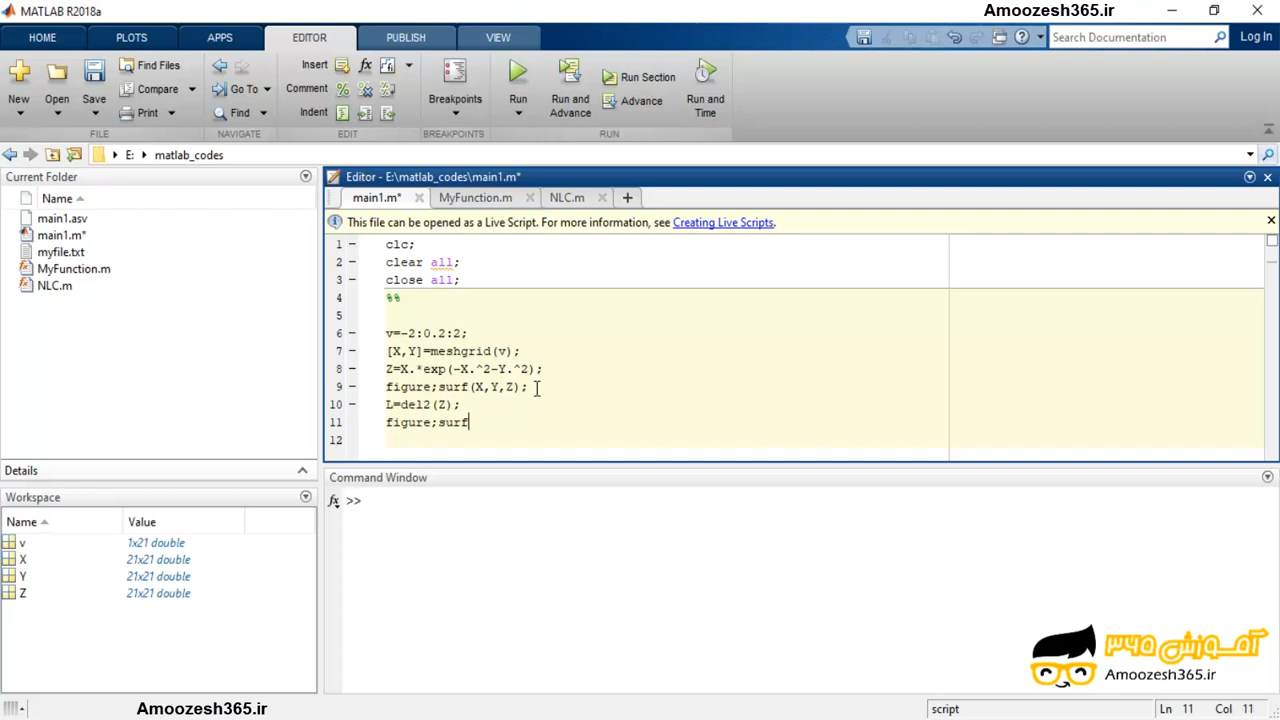 MATLAB R2018a
Amoozesh365.ir
HOME PLOTS APPS EDITOR PUBLISH VIEW
Search Documentation
Log In
New Open Save
Find Files
Compare
Print
Go To
Find
Insert
Comment
Indent
fx
Breakpoints
Run
Run and Advance
Run Section
Advance
Run and Time
FILE NAVIGATE EDIT BREAKPOINTS RUN
E: matlab_codes
Current Folder
Name
main1.asv
main1.m*
myfile.txt
MyFunction.m
NLC.m
Details
Workspace
Name Value
v 1x21 double
X 21x21 double
Y 21x21 double
Z 21x21 double
Editor - E:\matlab_codes\main1.m*
main1.m* MyFunction.m NLC.m
This file can be opened as a Live Script. For more information, see Creating Live Scripts.
1 clc;
2 clear all;
3 close all;
4 %%
5
6 v=-2:0.2:2;
7 [X,Y]=meshgrid(v);
8 Z=X.*exp(-X.^2-Y.^2);
9 figure;surf(X,Y,Z);
10 L=del2(Z);
11 figure;surf
12
Command Window
fx >>
آموزش ۳۶۵
Amoozesh365.ir
Amoozesh365.ir
script
Ln 11 Col 11